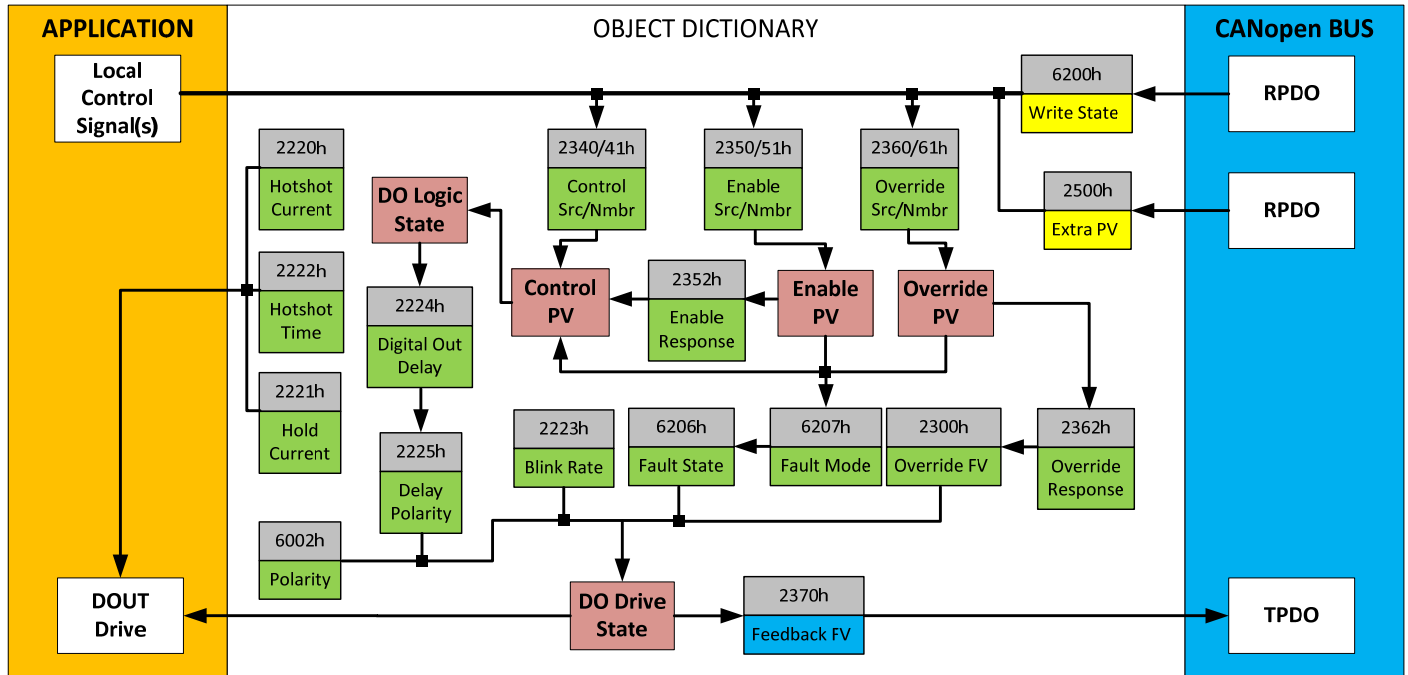 APPLICATION
OBJECT DICTIONARY
CANopen BUS
Local
Control
Signal(s)
6200h
Write State
RPDO
2220h
Hotshot
Current
2340/41h
Control
Src/Nmbr
2350/51h
Enable
Src/Nmbr
2360/61h
Override
Src/Nmbr
2500h
Extra PV
RPDO
DO Logic
State
2222h
Hotshot
Time
2224h
Digital Out
Delay
Control
PV
2352h
Enable
Response
Enable
PV
Override
PV
2221h
Hold
Current
2225h
Delay
Polarity
2223h
Blink Rate
6206h
Fault State
6207h
Fault Mode
2300h
Override FV
2362h
Override
Response
6002h
Polarity
DOUT
Drive
DO Drive
State
2370h
Feedback FV
TPDO